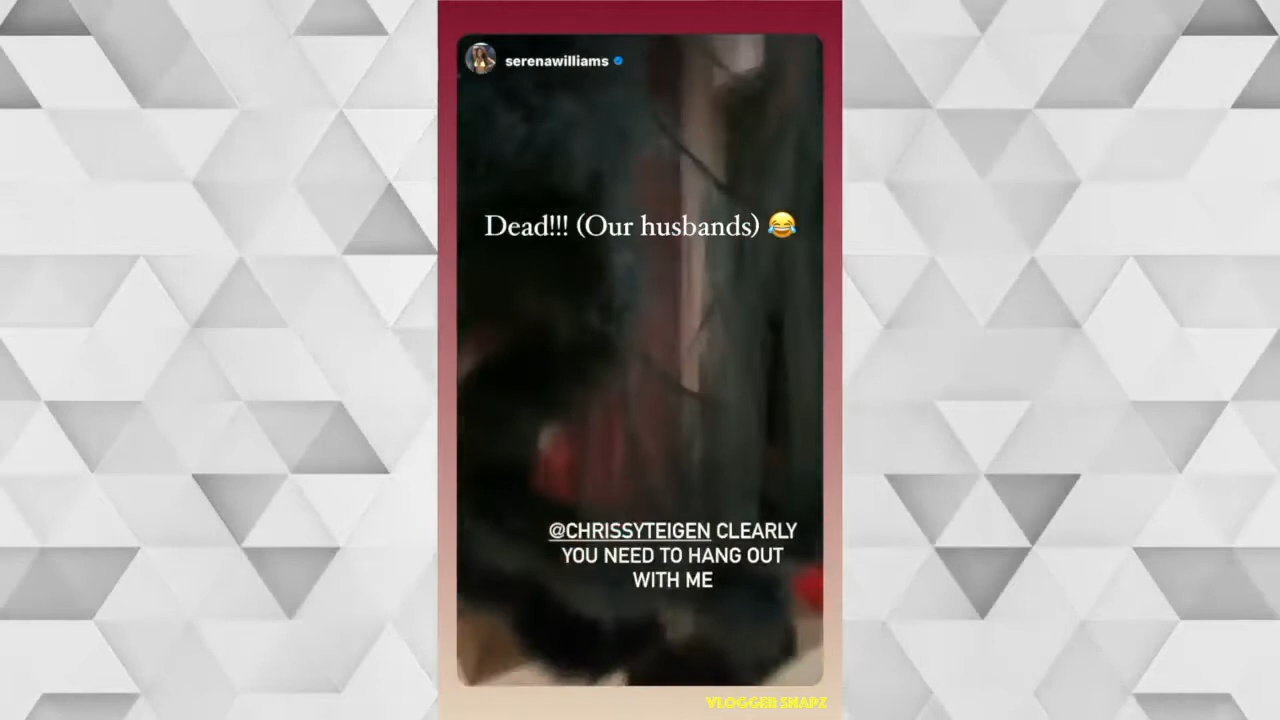 serenawilliams
Dead!!! (Our husbands) 😂
@CHRISSYTEIGEN CLEARLY
YOU NEED TO HANG OUT
WITH ME
VLOGGER SNAPZ